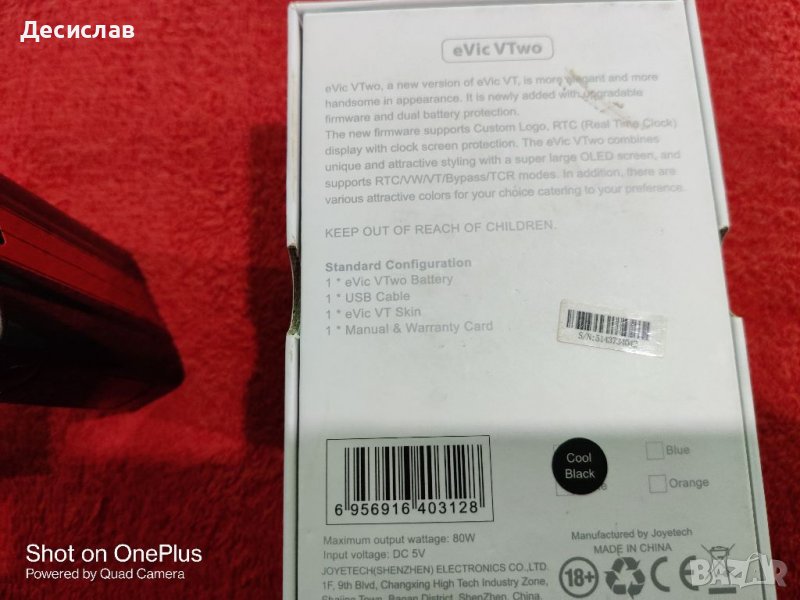 Десислав
eVic VTwo
eVic VTwo, a new version of eVic VT, is more elegant and more
handsome in appearance. It is newly added with upgradable
firmware and dual battery protection.
The new firmware supports Custom Logo, RTC (Real Time Clock)
display with clock screen protection. The eVic VTwo combines
unique and attractive styling with a super large OLED screen, and
supports RTC/VW/VT/Bypass/TCR modes. In addition, there are
various attractive colors for your choice catering to your preferance.
KEEP OUT OF REACH OF CHILDREN.
Standard Configuration
1 * eVic VTwo Battery
1 * USB Cable
1 * eVic VT Skin
1 * Manual & Warranty Card
Cool
Black
Blue
Orange
6 956916 403128
Maximum output wattage: 80W
Input voltage: DC 5V
JOYETECH(SHENZHEN) ELECTRONICS CO.,LTD.
1F, 9th Blvd, Changxing High Tech Industry Zone,
Manufactured by Joyetech
MADE IN CHINA
18+
Shot on OnePlus
Powered by Quad Camera
BAZAR